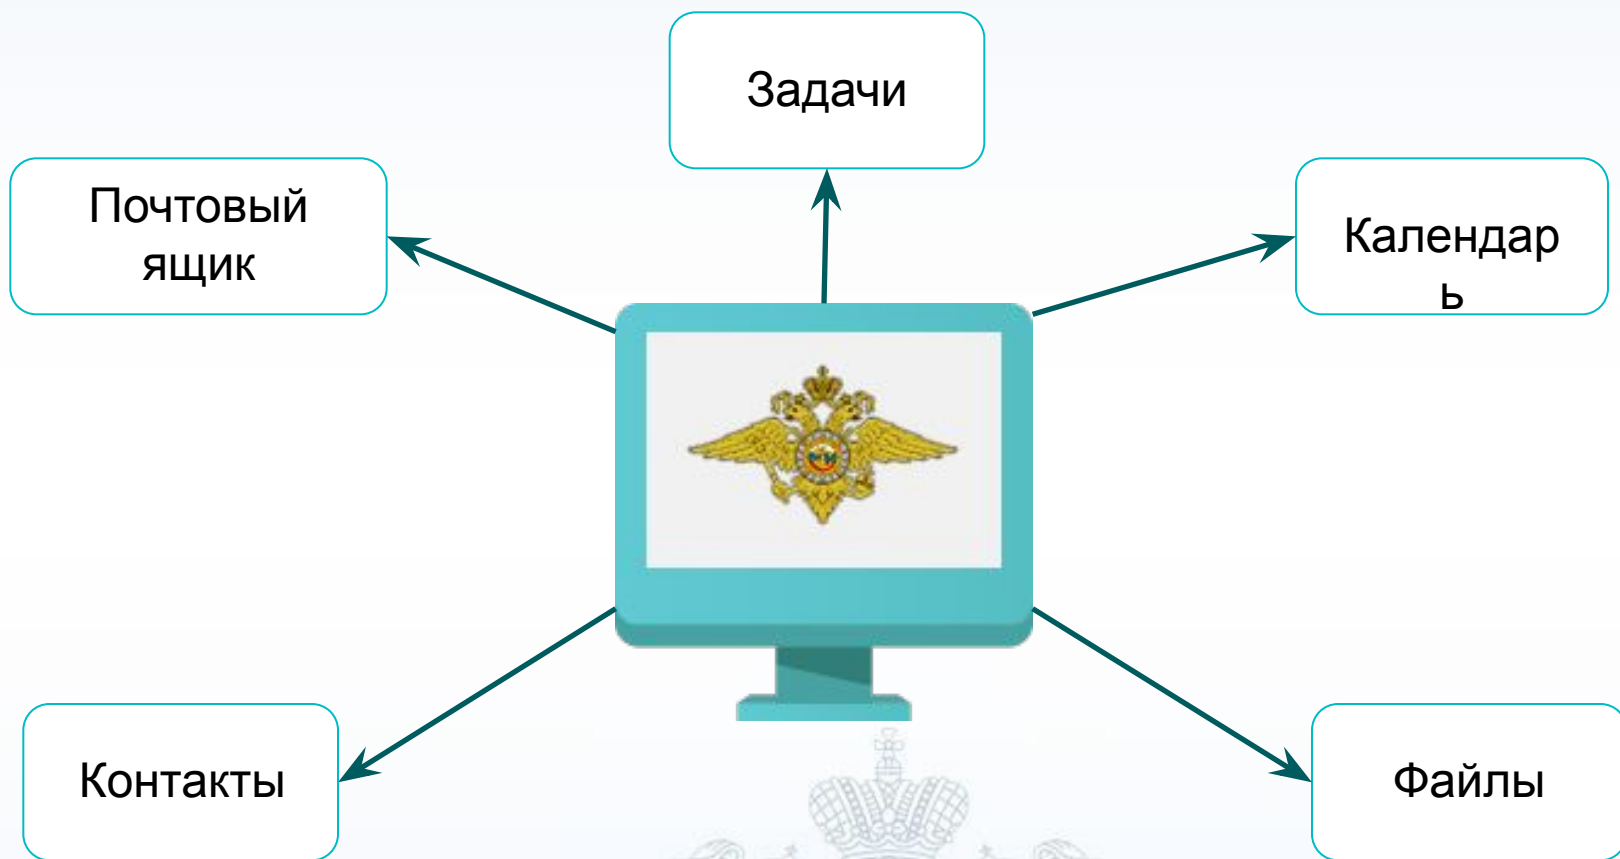 Задачи
Почтовый
ящик
Календар
ь
Контакты
Файлы